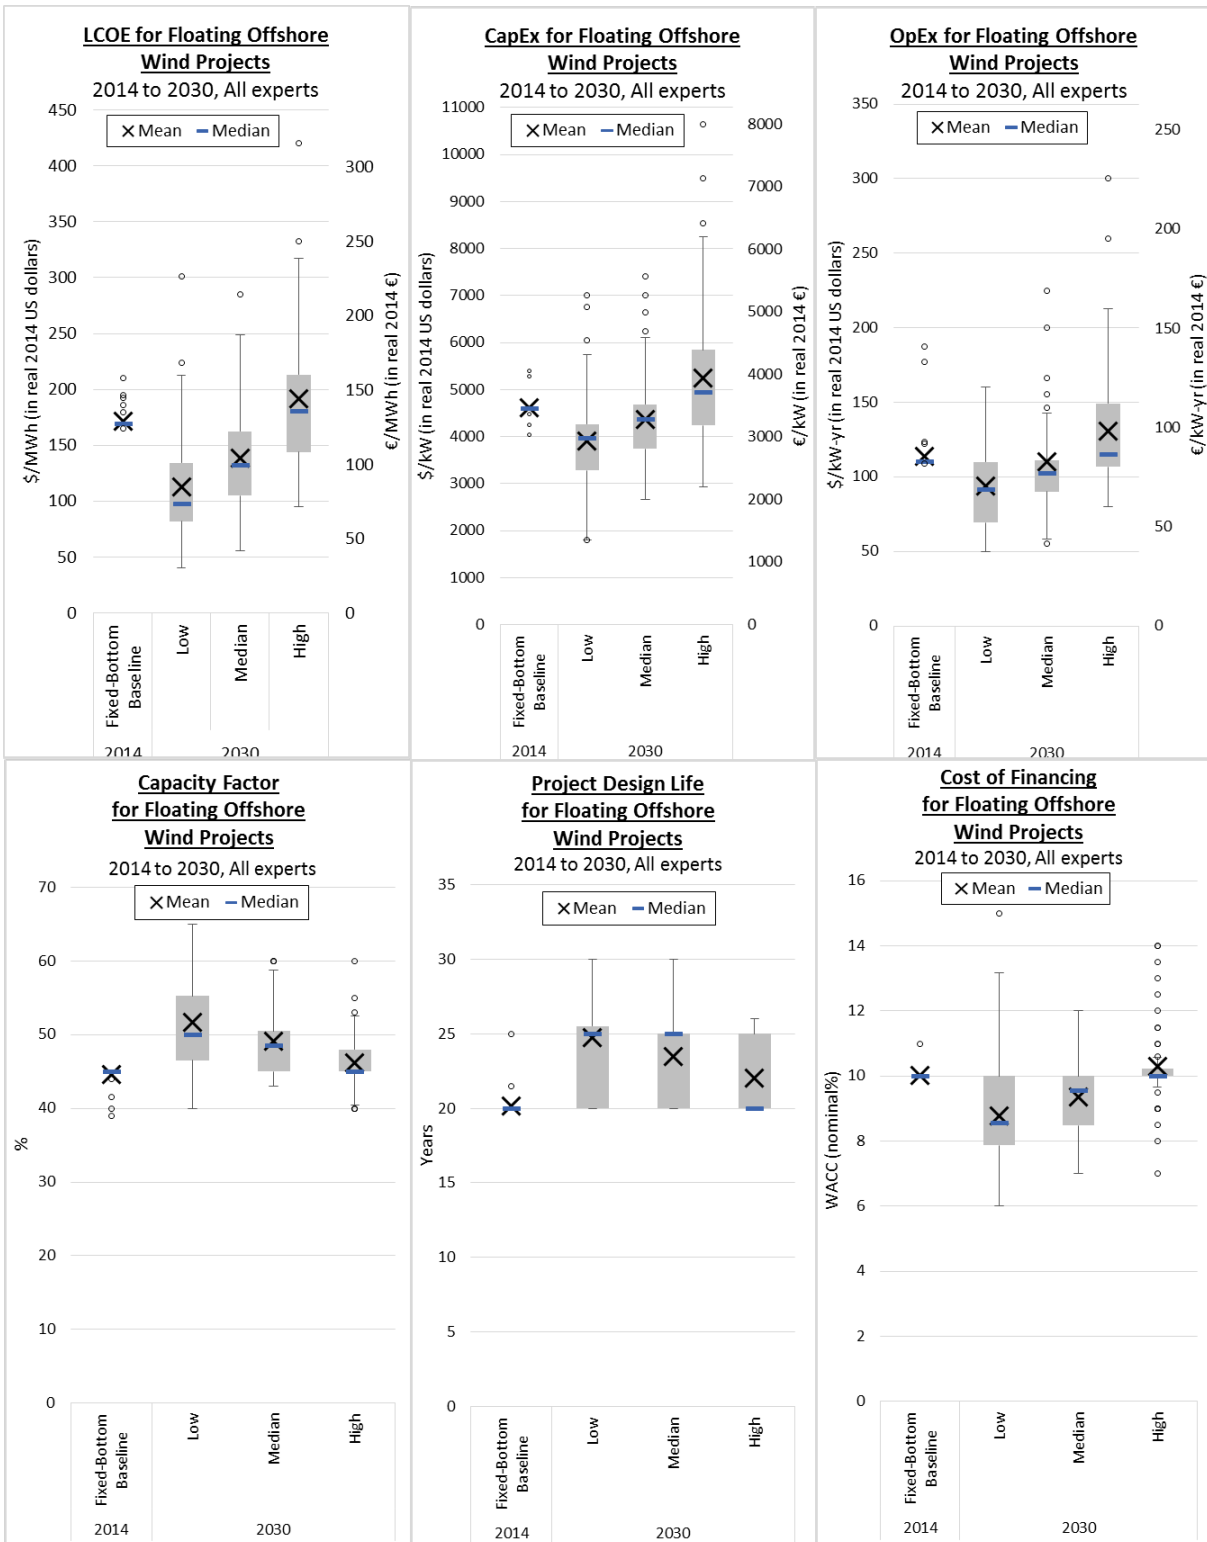 LCOE for Floating Offshore
Wind Projects
2014 to 2030, All experts
Mean Median
450
400
350
300
250
200
150
100
50
0
$/MWh (in real 2014 US dollars)
300
250
200
150
100
50
0
€/MWh (in real 2014 €)
Fixed-Bottom
Baseline
Low
Median
High
2014
2030
CapEx for Floating Offshore
Wind Projects
2014 to 2030, All experts
Mean Median
11000
10000
9000
8000
7000
6000
5000
4000
3000
2000
1000
0
$/kW (in real 2014 US dollars)
8000
7000
6000
5000
4000
3000
2000
1000
0
€/kW (in real 2014 €)
Fixed-Bottom
Baseline
Low
Median
High
2014
2030
OpEx for Floating Offshore
Wind Projects
2014 to 2030, All experts
Mean Median
350
300
250
200
150
100
50
0
$/kW-yr (in real 2014 US dollars)
250
200
150
100
50
0
€/kW-yr (in real 2014 €)
Fixed-Bottom
Baseline
Low
Median
High
2014
2030
Capacity Factor
for Floating Offshore
Wind Projects
2014 to 2030, All experts
Mean Median
70
60
50
40
30
20
10
0
%
Fixed-Bottom
Baseline
Low
Median
High
2014
2030
Project Design Life
for Floating Offshore
Wind Projects
2014 to 2030, All experts
Mean Median
35
30
25
20
15
10
5
0
Years
Fixed-Bottom
Baseline
Low
Median
High
2014
2030
Cost of Financing
for Floating Offshore
Wind Projects
2014 to 2030, All experts
Mean Median
16
14
12
10
8
6
4
2
0
WACC (nominal%)
Fixed-Bottom
Baseline
Low
Median
High
2014
2030